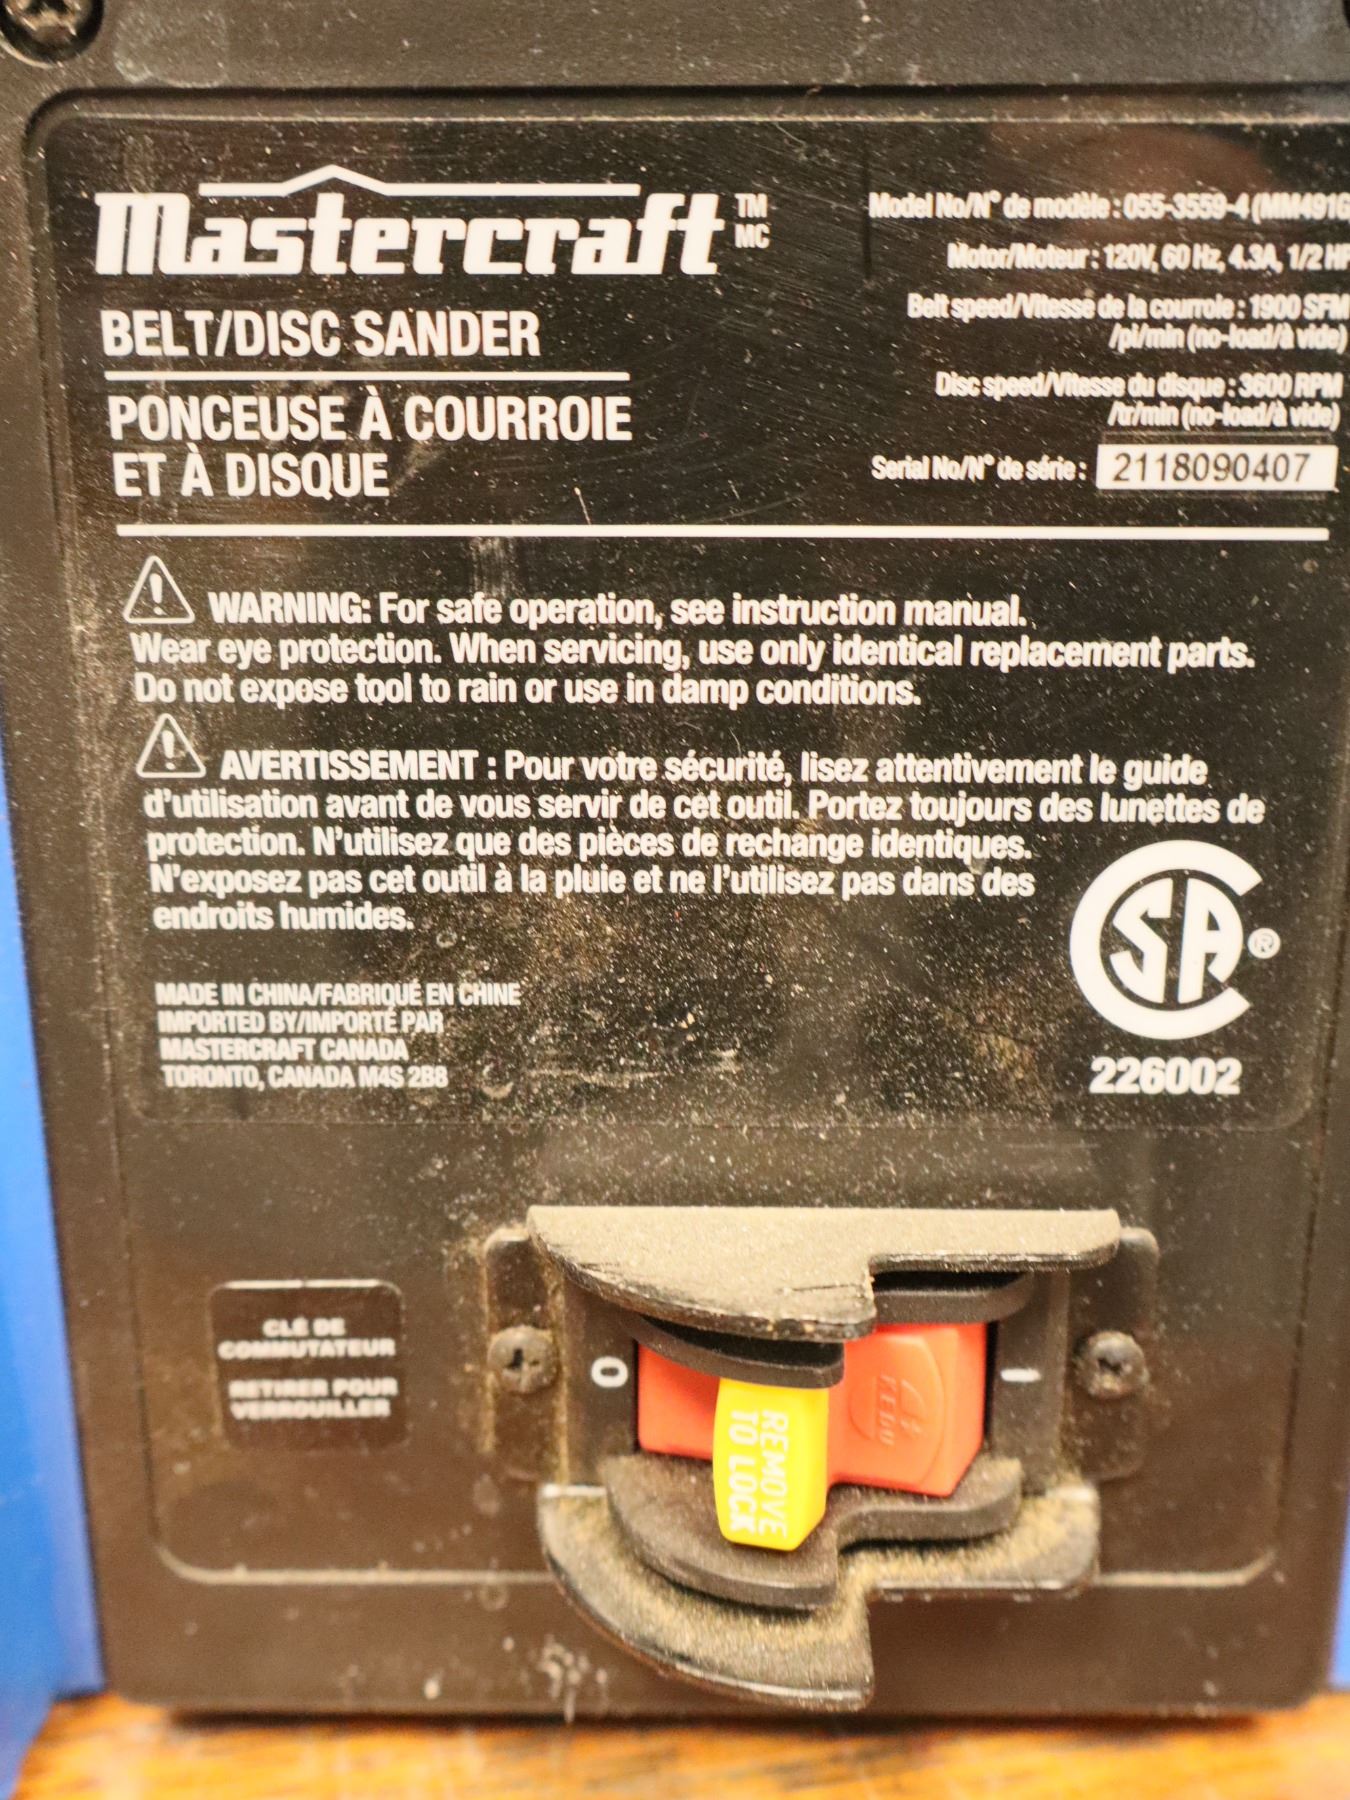 Mastercraft TM MC
BELT/DISC SANDER
PONCEUSE À COURROIE
ET À DISQUE
Model No/N° de modèle : 055-3559-4 (MM491G
Motor/Moteur : 120V, 60 Hz, 4.3A, 1/2 HP
Belt speed/Vitesse de la courroie : 1900 SFM
/pi/min (no-load/à vide)
Disc speed/Vitesse du disque : 3600 RPM
/tr/min (no-load/à vide)
Serial No/N° de série : 2118090407
WARNING: For safe operation, see instruction manual.
Wear eye protection. When servicing, use only identical replacement parts.
Do not expose tool to rain or use in damp conditions.
AVERTISSEMENT : Pour votre sécurité, lisez attentivement le guide
d'utilisation avant de vous servir de cet outil. Portez toujours des lunettes de
protection. N'utilisez que des pièces de rechange identiques.
N'exposez pas cet outil à la pluie et ne l'utilisez pas dans des
endroits humides.
MADE IN CHINA/FABRIQUÉ EN CHINE
IMPORTED BY/IMPORTÉ PAR
MASTERCRAFT CANADA
TORONTO, CANADA M4S 2B8
CSA ®
226002
CLÉ DE
COMMUTATEUR
RETIRER POUR
VERROUILLER
O
I
REMOVE
TO LOCK
KEDU